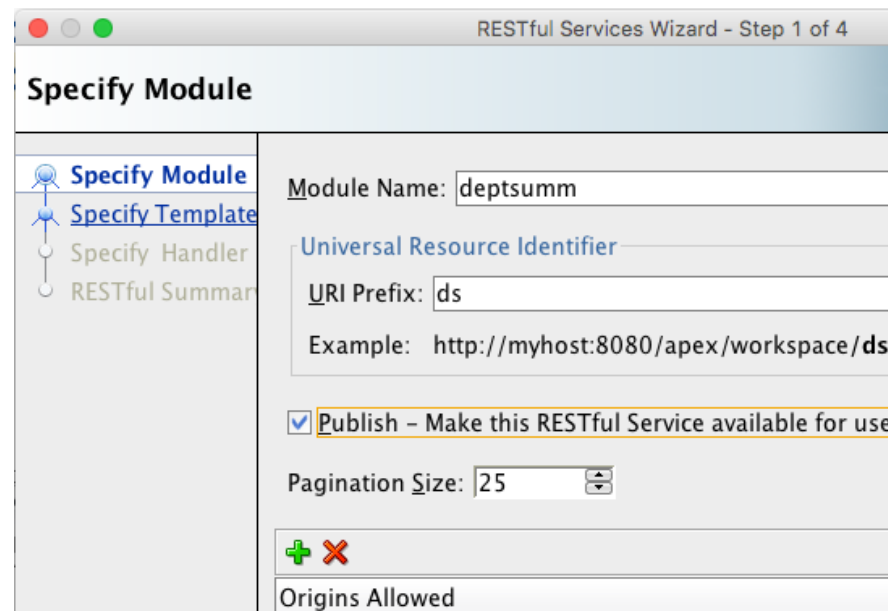 RESTful Services Wizard - Step 1 of 4
Specify Module
Specify Module
Specify Template
Specify Handler
RESTful Summar
Module Name: deptsumm
Universal Resource Identifier
URI Prefix: ds
Example: http://myhost:8080/apex/workspace/ds
Publish – Make this RESTful Service available for use
Pagination Size: 25
Origins Allowed